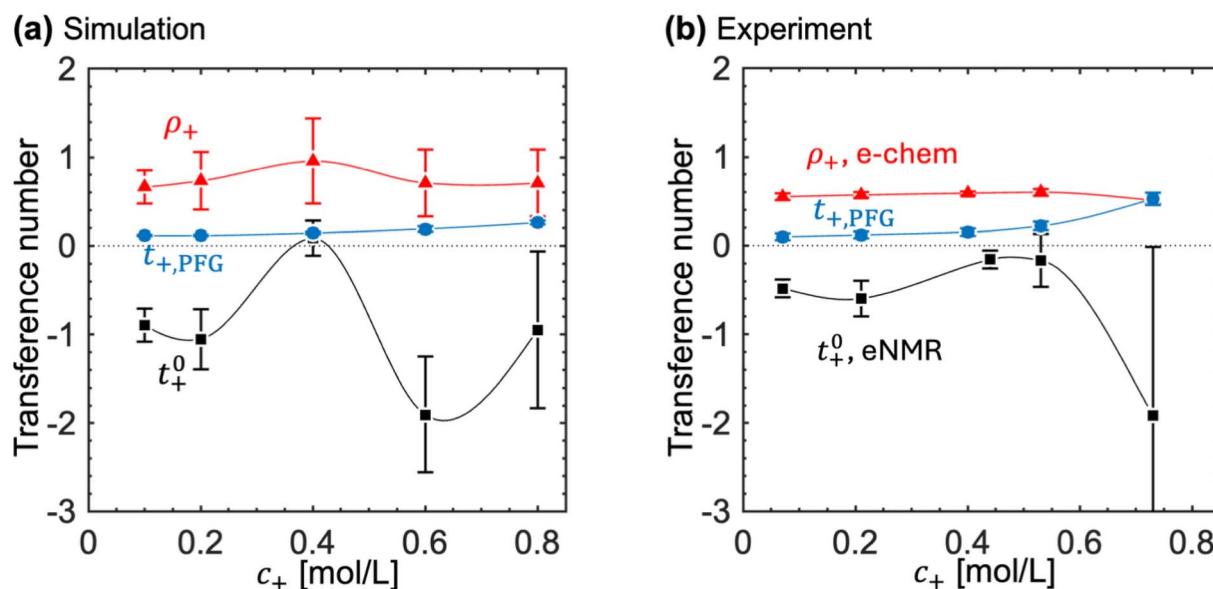 (a) Simulation
2
1
0
-1
-2
-3
Transference number
ρ₊
t₊,PFG
t₊⁰
0
0.2
0.4
0.6
0.8
c₊ [mol/L]
(b) Experiment
2
1
0
-1
-2
-3
Transference number
ρ₊, e-chem
t₊,PFG
t₊⁰, eNMR
0
0.2
0.4
0.6
0.8
c₊ [mol/L]